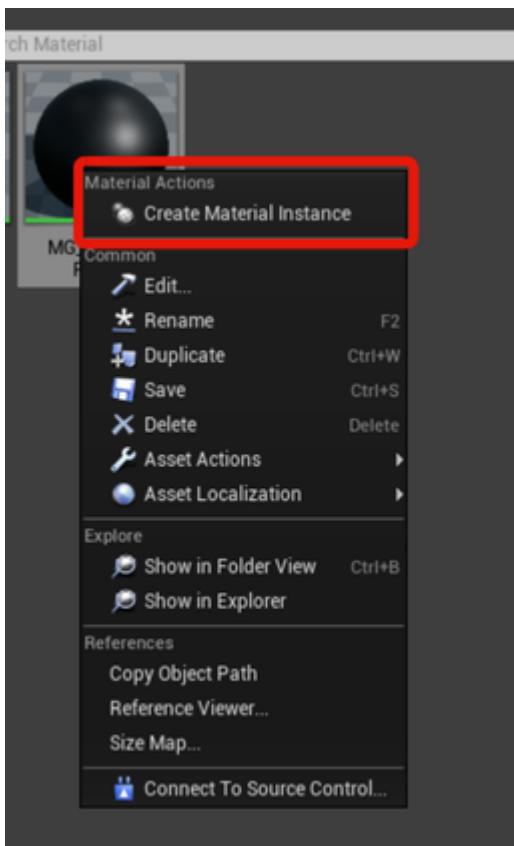 rch Material
Material Actions
Create Material Instance
MG
Common
Edit...
Rename F2
Duplicate Ctrl+W
Save Ctrl+S
Delete Delete
Asset Actions
Asset Localization
Explore
Show in Folder View Ctrl+B
Show in Explorer
References
Copy Object Path
Reference Viewer...
Size Map...
Connect To Source Control...